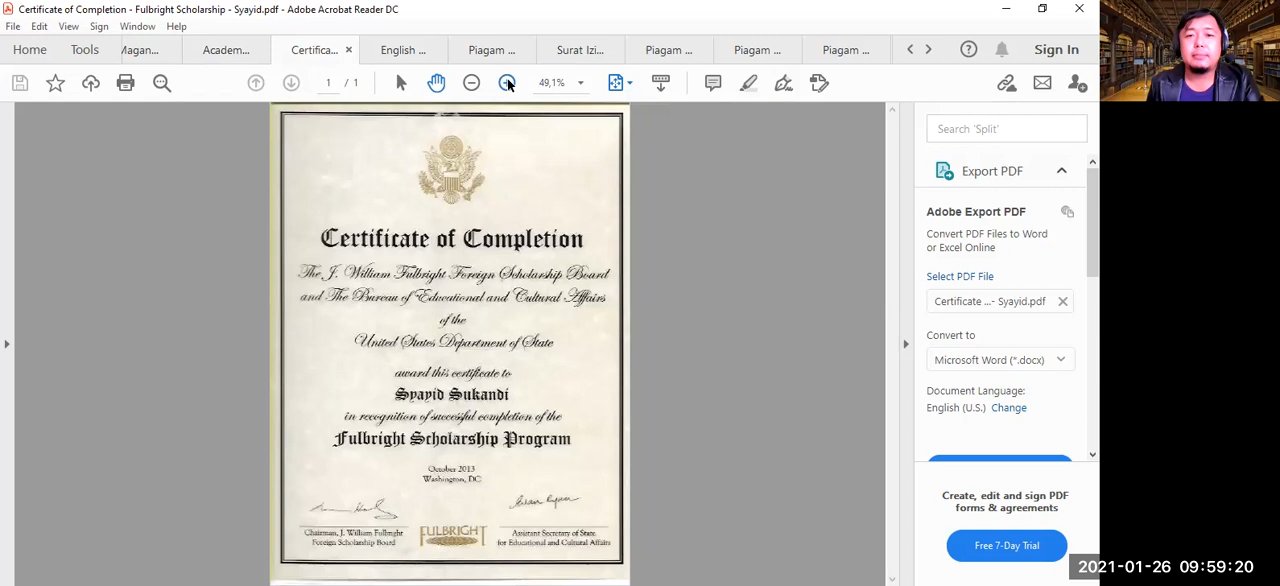 Certificate of Completion - Fulbright Scholarship - Syayid.pdf - Adobe Acrobat Reader DC
File Edit View Sign Window Help
Home Tools Magan... Academ... Certifica... × English ... Piagam ... Surat Izi... Piagam ... Piagam ... Piagam ... Sign In
1 / 1 49,1%
Search 'Split'
Export PDF
Adobe Export PDF
Convert PDF Files to Word
or Excel Online
Select PDF File
Certificate ...- Syayid.pdf
Convert to
Microsoft Word (*.docx)
Document Language:
English (U.S.) Change
Create, edit and sign PDF
forms & agreements
Free 7-Day Trial
Certificate of Completion
The J. William Fulbright Foreign Scholarship Board
and The Bureau of Educational and Cultural Affairs
of the
United States Department of State
award this certificate to
Syayid Sukandi
in recognition of successful completion of the
Fulbright Scholarship Program
October 2013
Washington, DC
Chairman, J. William Fulbright
Foreign Scholarship Board
FULBRIGHT
Assistant Secretary of State
for Educational and Cultural Affairs
2021-01-26 09:59:20